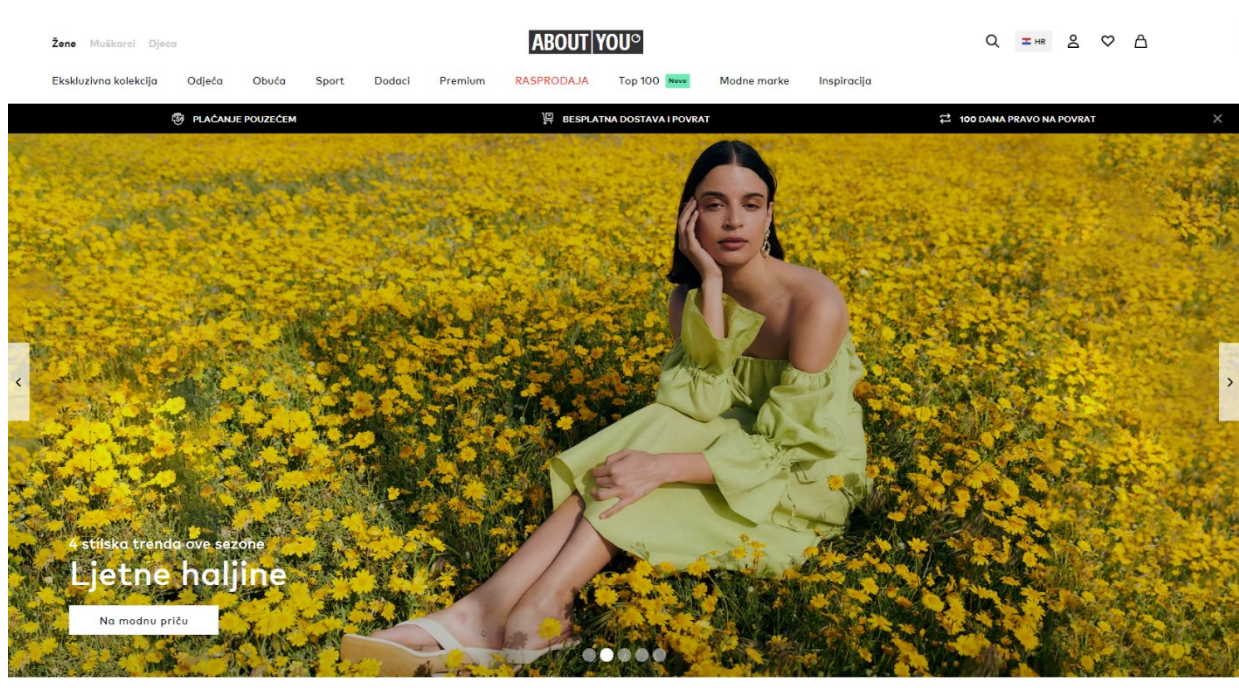 Žene Muškarci Djeca
ABOUT YOU°
HR
Ekskluzivna kolekcija Odjeća Obuća Sport Dodaci Premium RASPRODAJA Top 100 Novo Modne marke Inspiracija
PLAĆANJE POUZEĆEM BESPLATNA DOSTAVA I POVRAT 100 DANA PRAVO NA POVRAT
4 stilska trenda ove sezone
Ljetne haljine
Na modnu priču